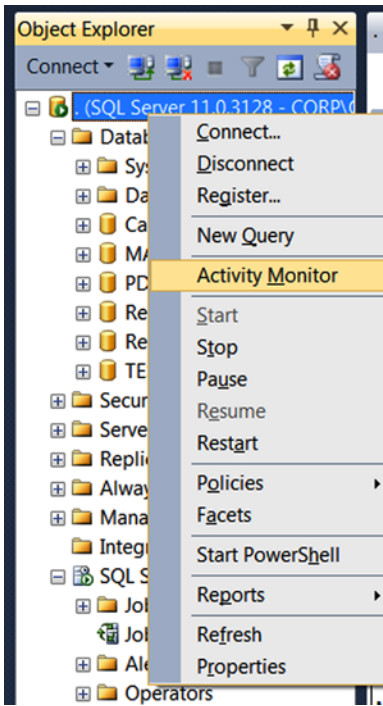 Object Explorer
Connect
. (SQL Server 11.0.3128 - CORP\
Connect...
Disconnect
Register...
New Query
Activity Monitor
Start
Stop
Pause
Resume
Restart
Policies
Facets
Start PowerShell
Reports
Refresh
Properties
Datab
Sys
Da
Ca
MA
PD
Re
Re
TE
Secur
Serve
Repli
Alway
Mana
Integ
SQL S
Job
Job
Ale
Operators